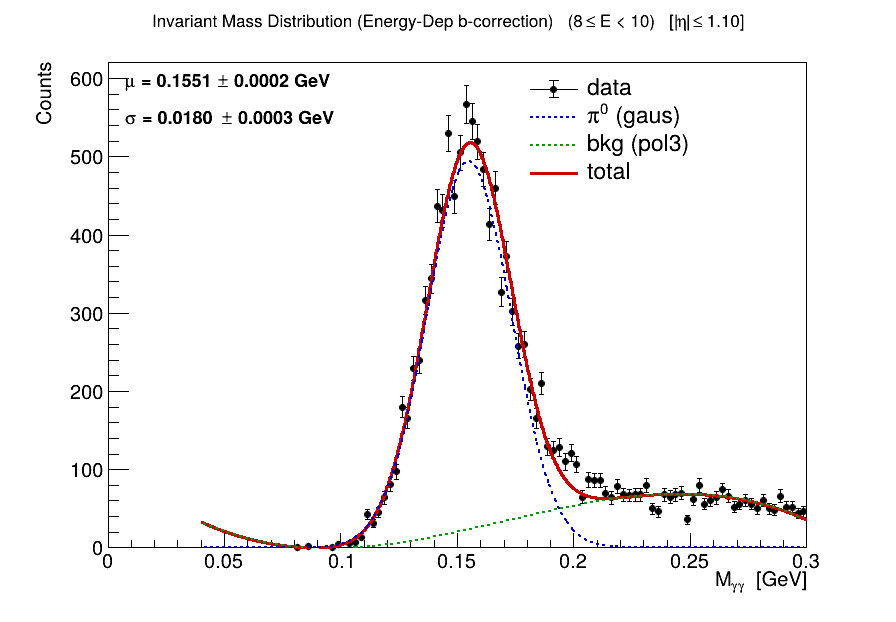 Invariant Mass Distribution (Energy-Dep b-correction) (8 ≤ E < 10) [|η| ≤ 1.10]
Counts
μ = 0.1551 ± 0.0002 GeV
σ = 0.0180 ± 0.0003 GeV
data
π⁰ (gaus)
bkg (pol3)
total
600
500
400
300
200
100
0
0 0.05 0.1 0.15 0.2 0.25 0.3
Mγγ [GeV]